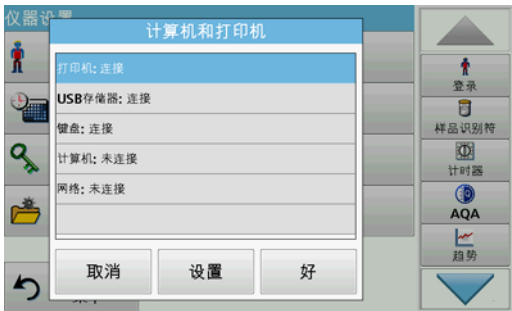 仪器设
计算机和打印机
打印机: 连接
USB存储器: 连接
键盘: 连接
计算机: 未连接
网络: 未连接
取消
设置
好
登录
样品识别符
计时器
AQA
趋势